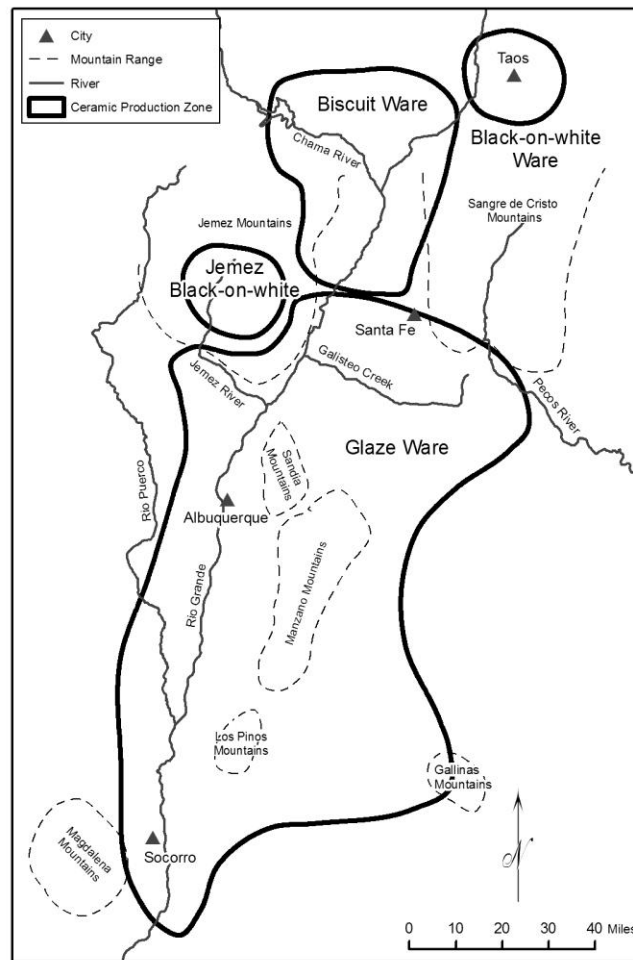 City
Mountain Range
River
Ceramic Production Zone
Taos
Biscuit Ware
Black-on-white
Ware
Chama River
Sangre de Cristo
Mountains
Jemez Mountains
Jemez
Black-on-white
Santa Fe
Galisteo Creek
Jemez River
Pecos River
Glaze Ware
Sandia
Mountains
Rio Puerco
Albuquerque
Rio Grande
Manzano Mountains
Los Pinos
Mountains
Gallinas
Mountains
Magdalena
Mountains
Socorro
N
0 10 20 30 40 Miles